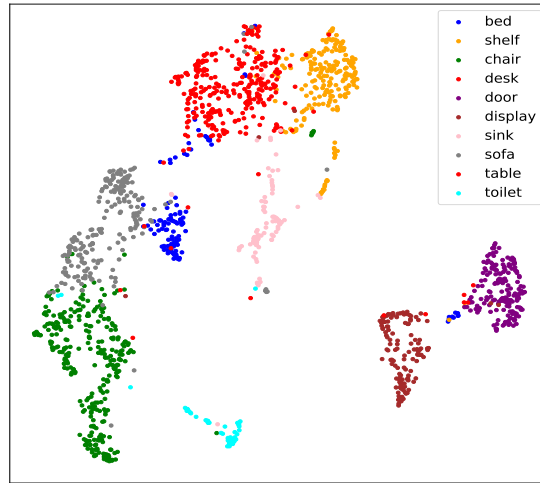 bed
shelf
chair
desk
door
display
sink
sofa
table
toilet